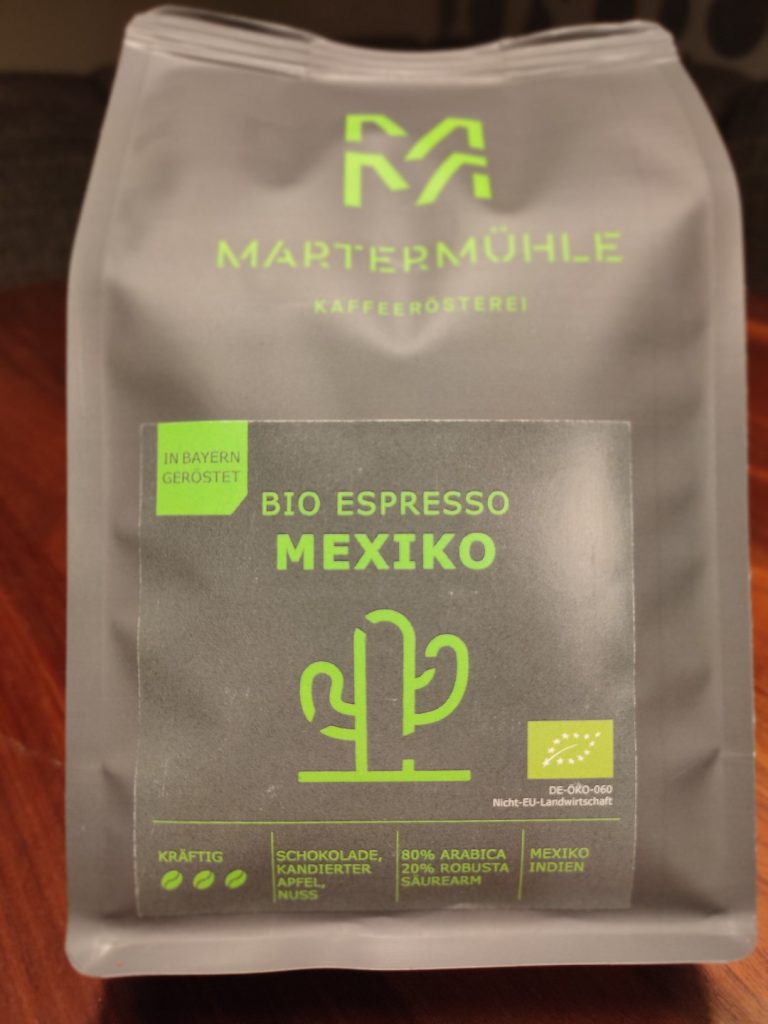 MARTERMÜHLE
KAFFEERÖSTEREI
IN BAYERN
GERÖSTET
BIO ESPRESSO
MEXIKO
DE-ÖKO-060
Nicht-EU-Landwirtschaft
KRÄFTIG
SCHOKOLADE,
KANDIERTER
APFEL,
NUSS
80% ARABICA
20% ROBUSTA
SÄUREARM
MEXIKO
INDIEN